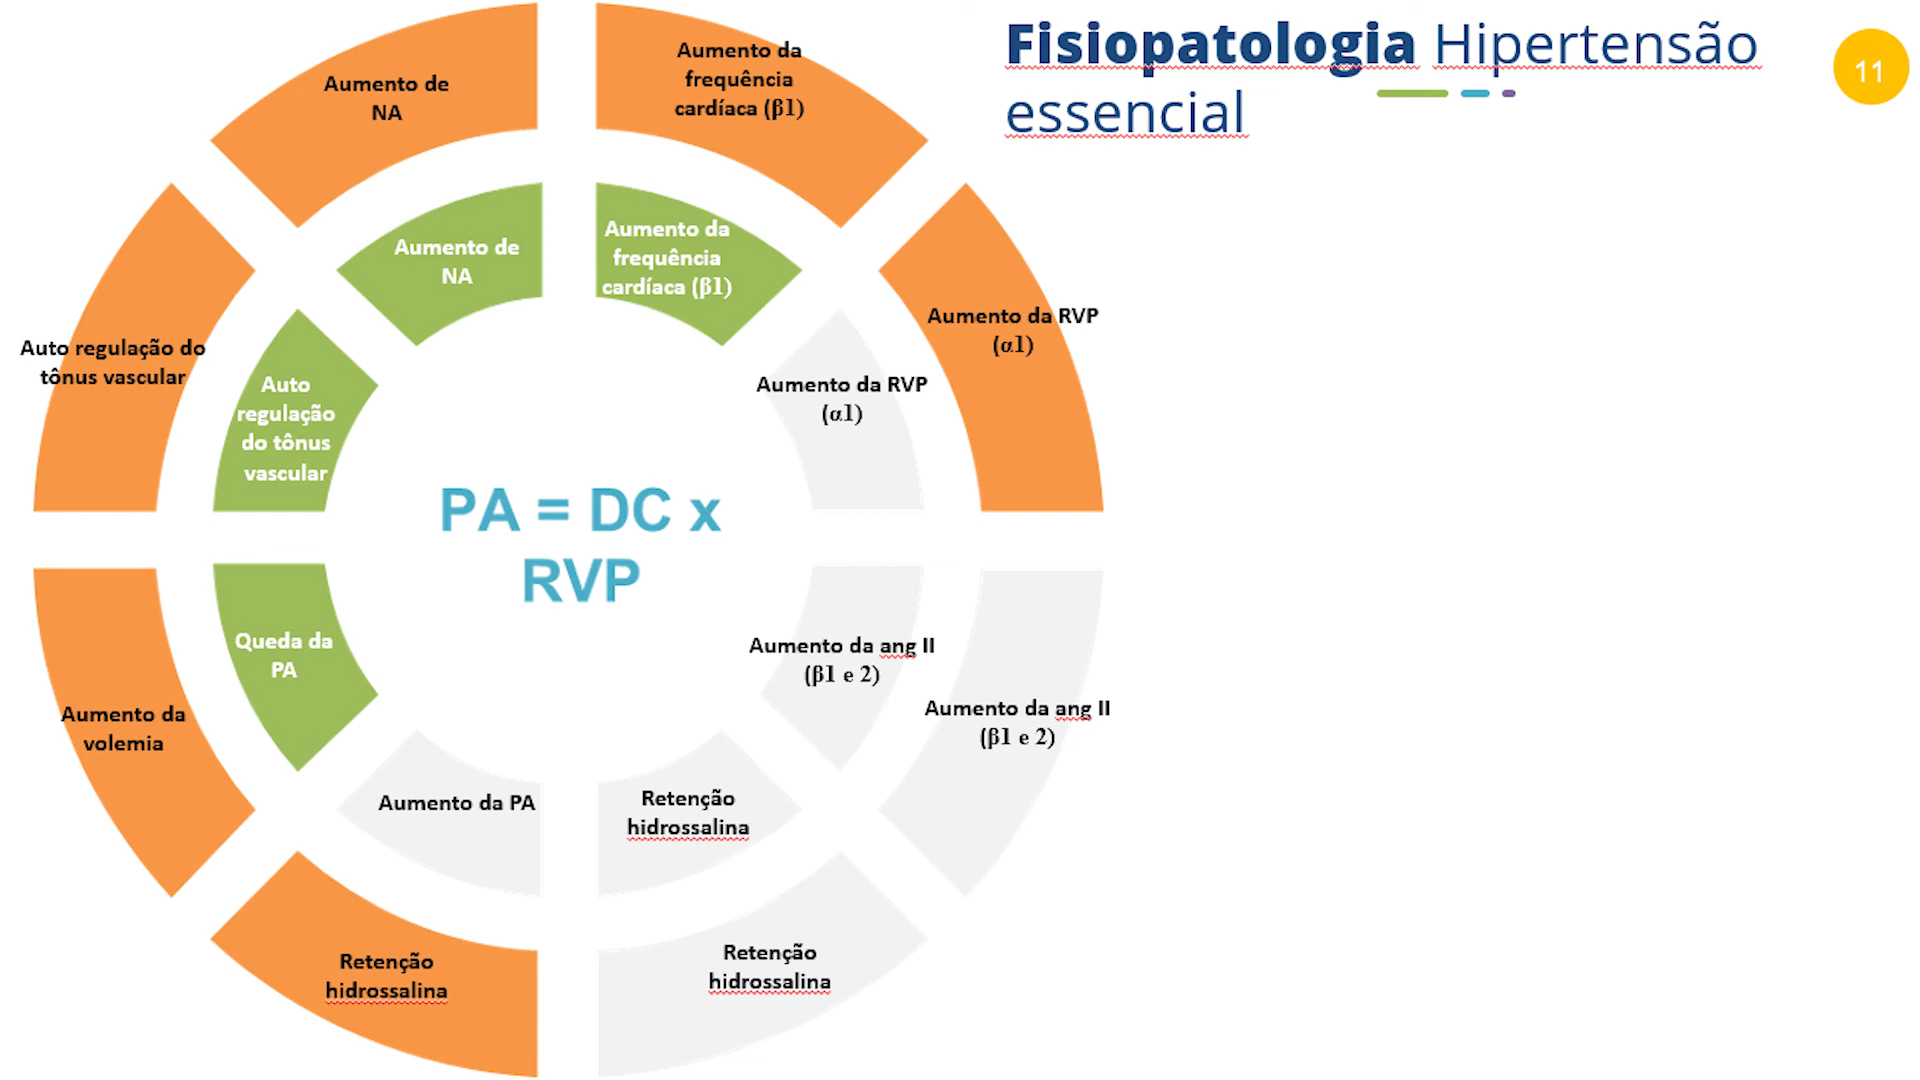 Fisiopatologia Hipertensão
essencial
11
Aumento de
NA
Aumento da
frequência
cardíaca (β1)
Aumento da RVP
(α1)
Aumento da ang II
(β1 e 2)
Retenção
hidrossalina
Retenção
hidrossalina
Aumento da
volemia
Auto regulação do
tônus vascular
Aumento de
NA
Aumento da
frequência
cardíaca (β1)
Aumento da RVP
(α1)
Aumento da ang II
(β1 e 2)
Retenção
hidrossalina
Aumento da PA
Queda da
PA
Auto
regulação
do tônus
vascular
PA = DC x
RVP